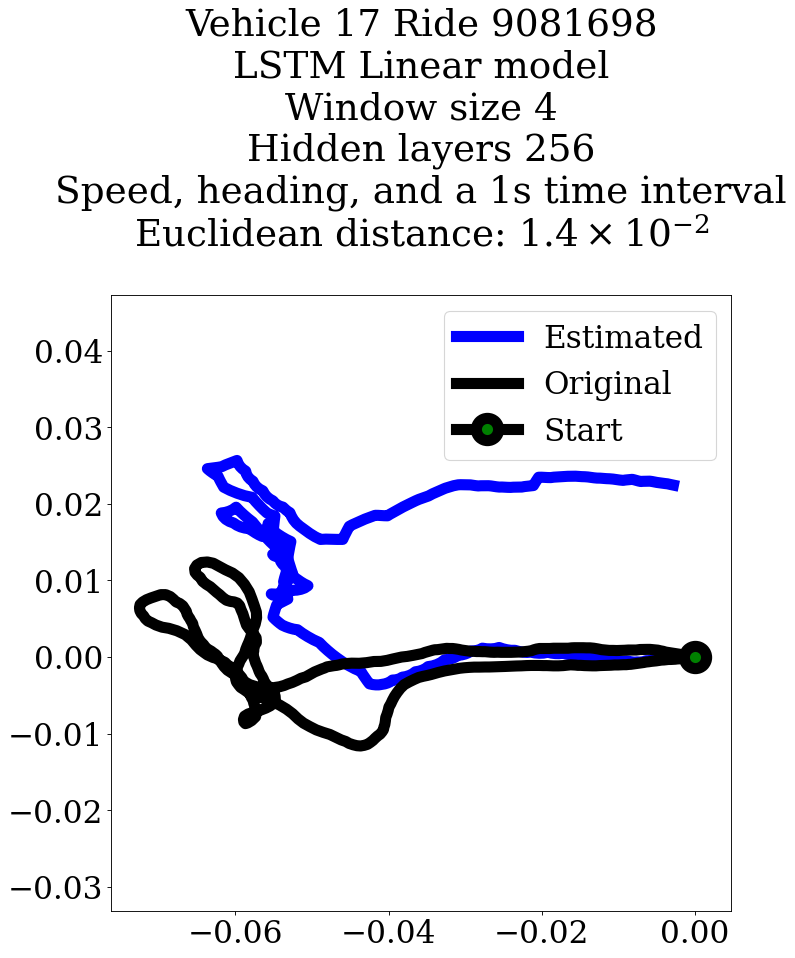 Vehicle 17 Ride 9081698
LSTM Linear model
Window size 4
Hidden layers 256
Speed, heading, and a 1s time interval
Euclidean distance: 1.4 × 10⁻²
Estimated
Original
Start
0.04
0.03
0.02
0.01
0.00
−0.01
−0.02
−0.03
−0.06 −0.04 −0.02 0.00